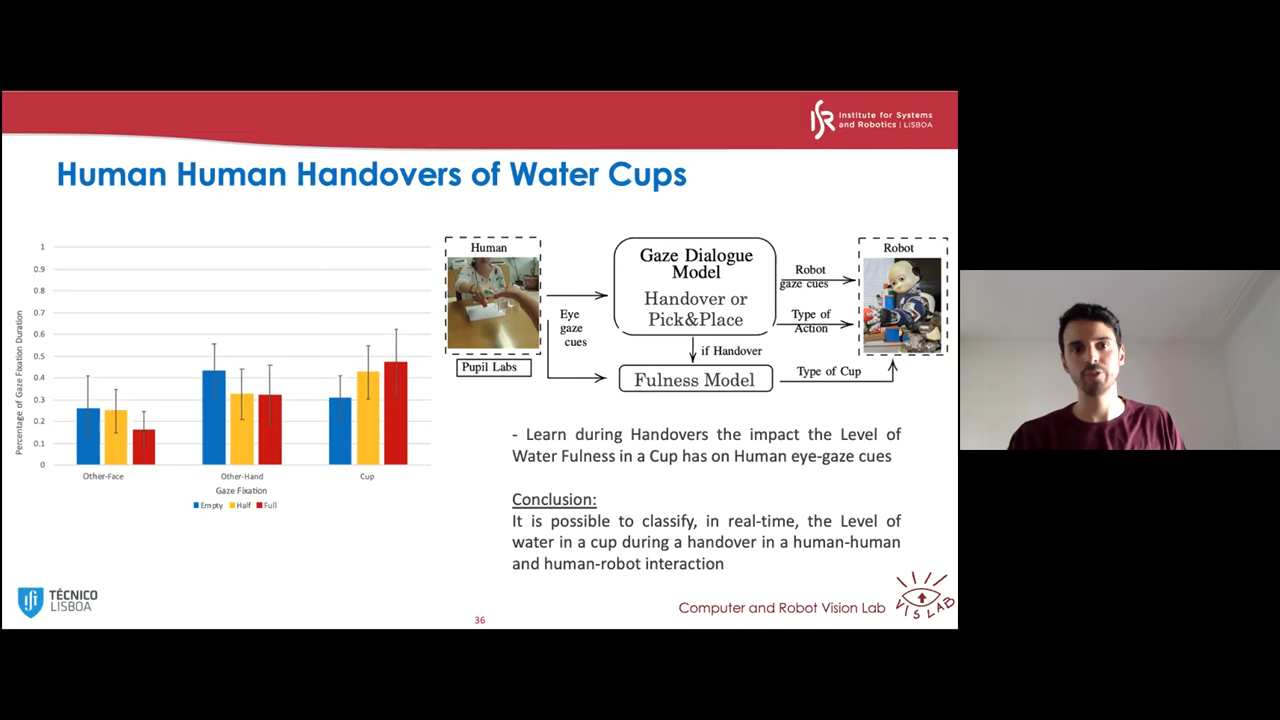 Institute for Systems
and Robotics | LISBOA
Human Human Handovers of Water Cups
1
0.9
0.8
0.7
0.6
0.5
0.4
0.3
0.2
0.1
0
Percentage of Gaze Fixation Duration
Other-Face
Other-Hand
Cup
Gaze Fixation
Empty
Half
Full
Human
Pupil Labs
Eye
gaze
cues
Gaze Dialogue
Model
Handover or
Pick&Place
if Handover
Fulness Model
Robot
gaze cues
Type of
Action
Type of Cup
Robot
- Learn during Handovers the impact the Level of
Water Fulness in a Cup has on Human eye-gaze cues
Conclusion:
It is possible to classify, in real-time, the Level of
water in a cup during a handover in a human-human
and human-robot interaction
TÉCNICO
LISBOA
36
Computer and Robot Vision Lab
VISLAB